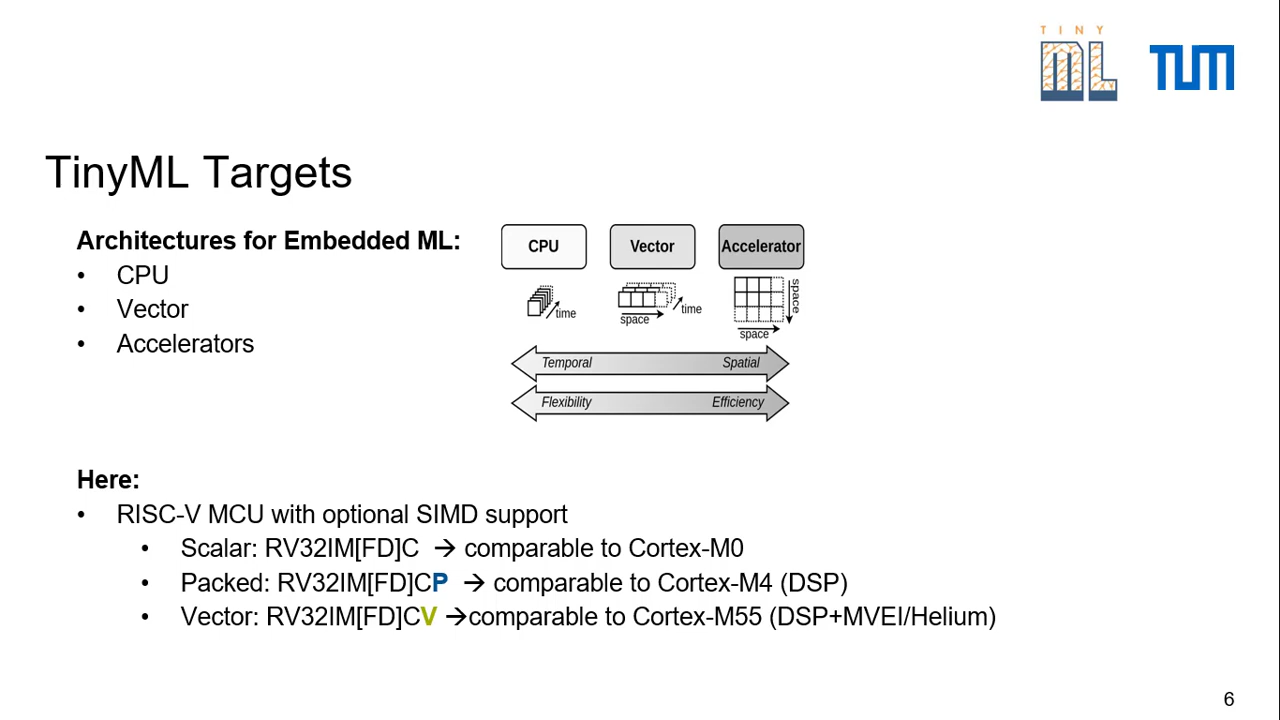 TINY
ML
TUM
TinyML Targets
Architectures for Embedded ML:
• CPU
• Vector
• Accelerators
CPU
Vector
Accelerator
time
space
time
space
space
Temporal
Spatial
Flexibility
Efficiency
Here:
• RISC-V MCU with optional SIMD support
• Scalar: RV32IM[FD]C → comparable to Cortex-M0
• Packed: RV32IM[FD]CP → comparable to Cortex-M4 (DSP)
• Vector: RV32IM[FD]CV →comparable to Cortex-M55 (DSP+MVEI/Helium)
6